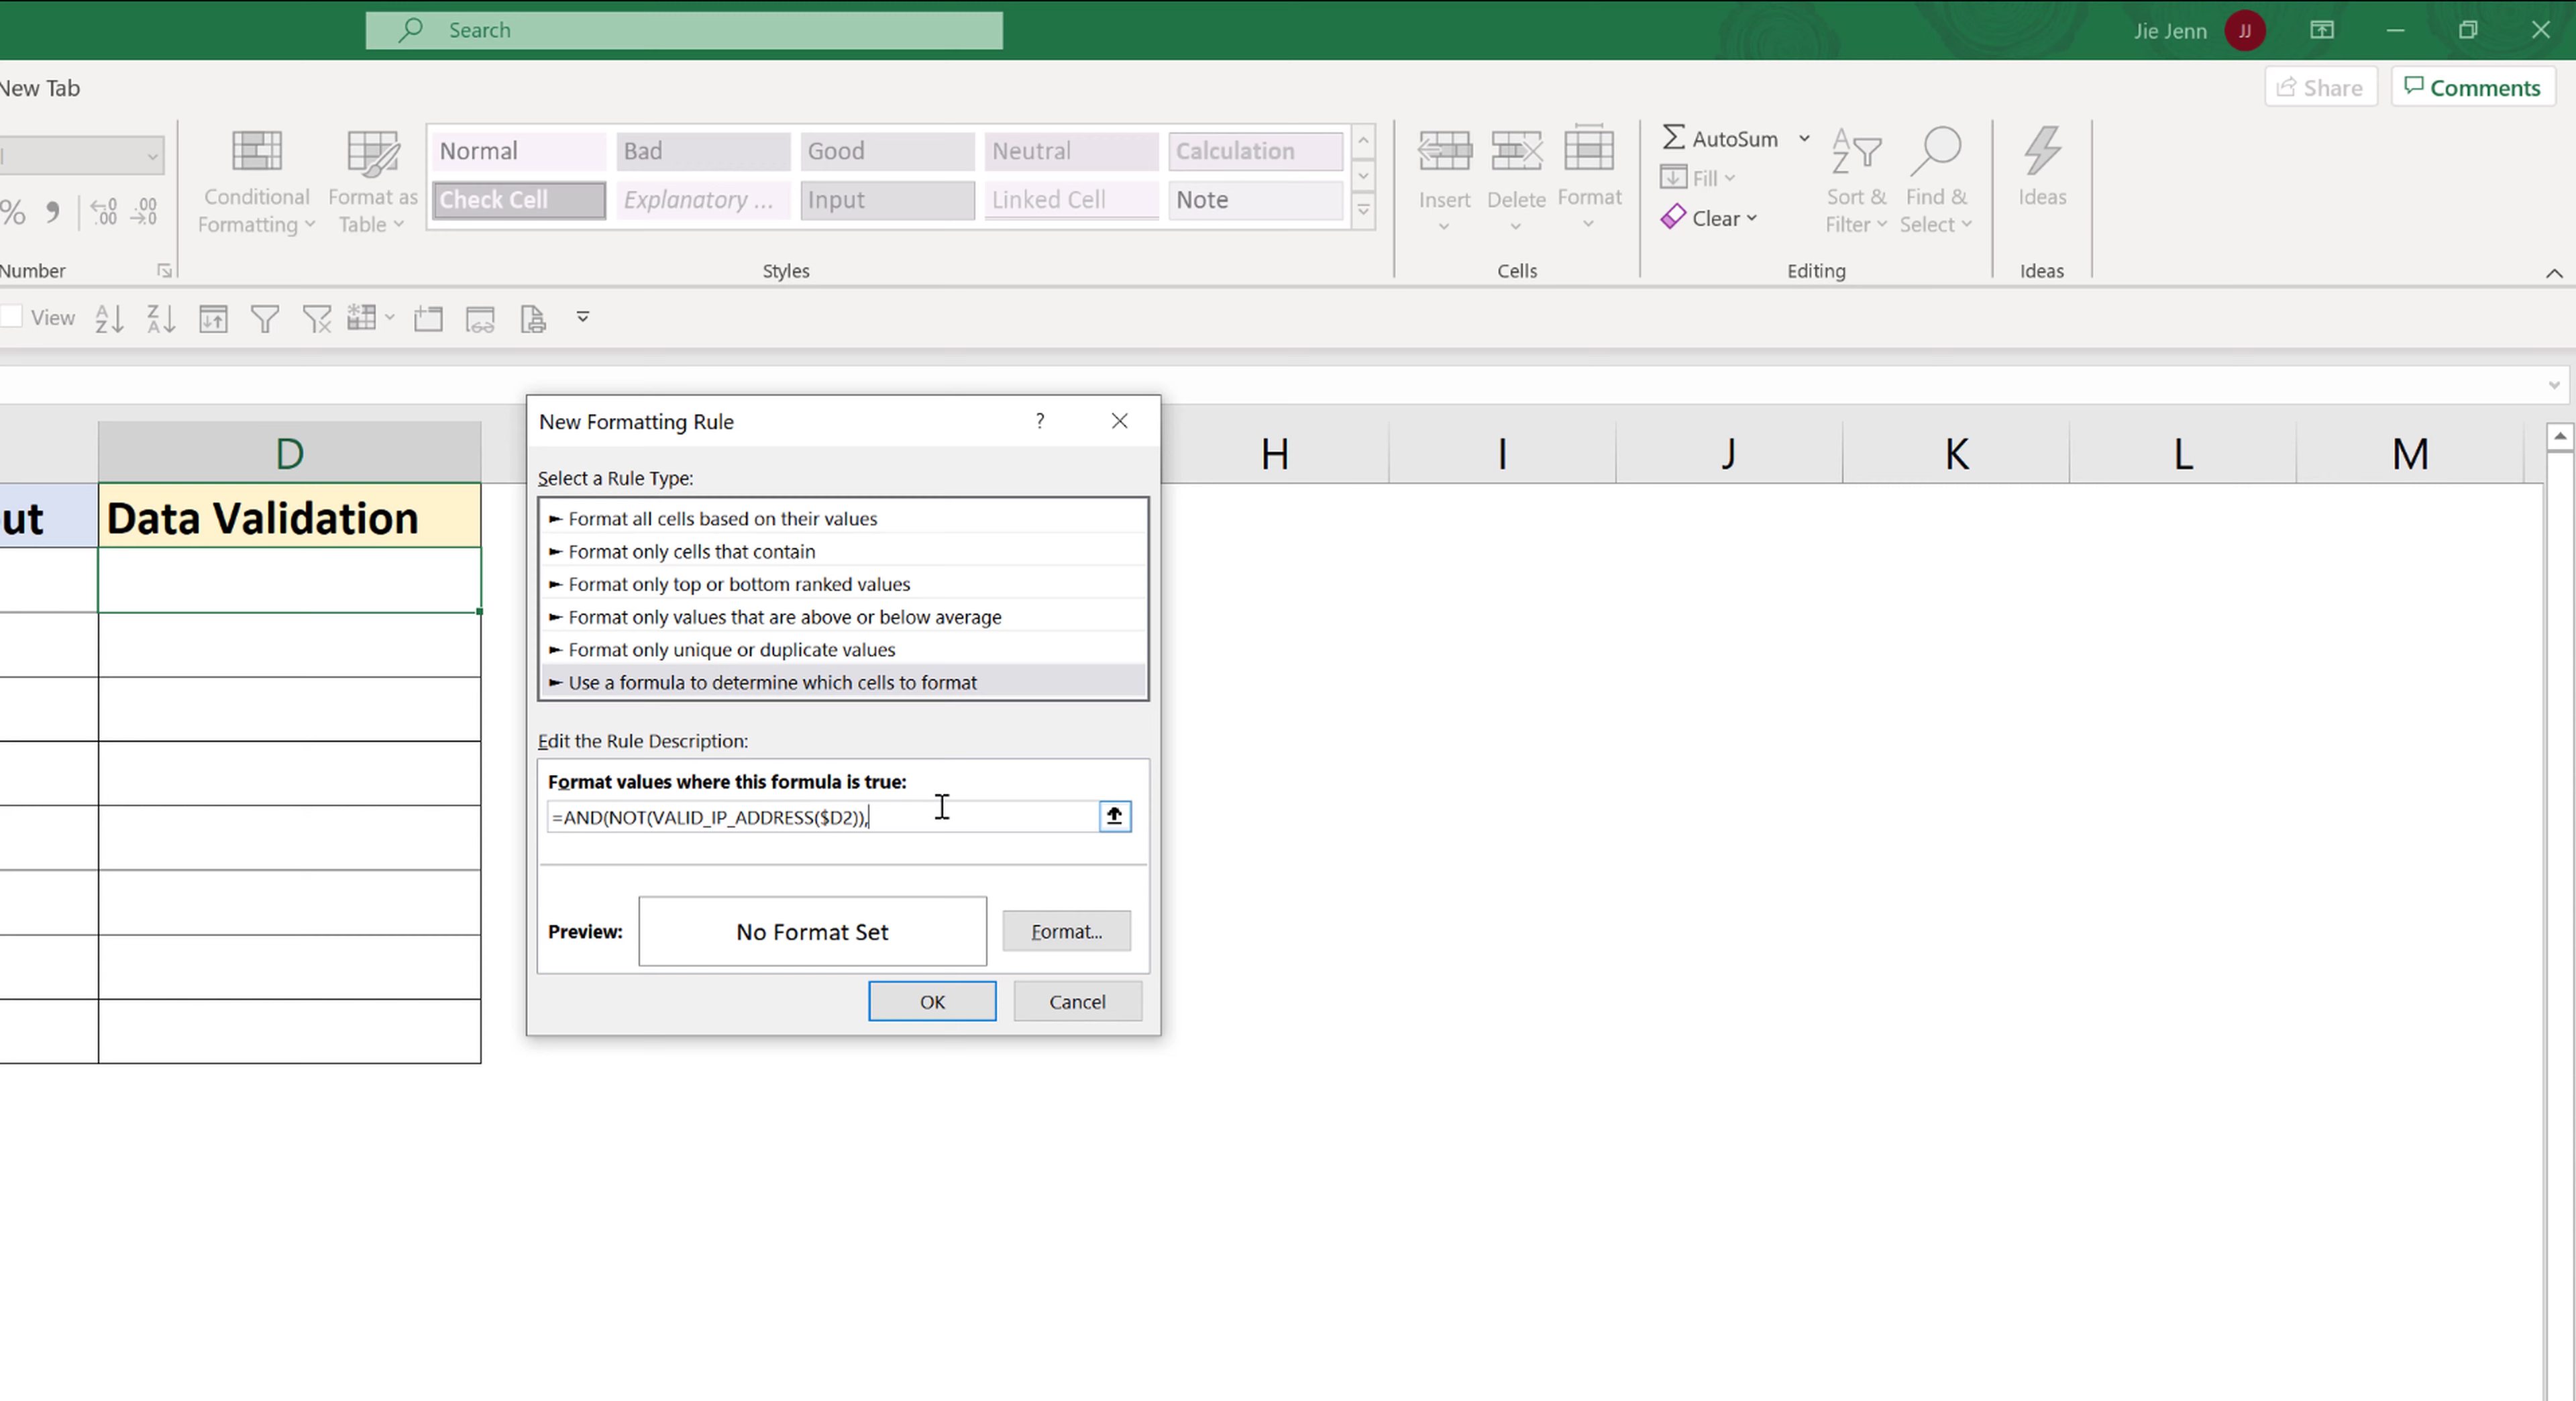 Search
Jie Jenn JJ
New Tab
Share Comments
Normal Bad Good Neutral Calculation
Check Cell Explanatory ... Input Linked Cell Note
Conditional Formatting
Format as Table
Insert Delete Format
AutoSum
Fill
Clear
Sort & Filter
Find & Select
Ideas
Number Styles Cells Editing Ideas
View
D H I J K L M
ut Data Validation
New Formatting Rule ?
Select a Rule Type:
► Format all cells based on their values
► Format only cells that contain
► Format only top or bottom ranked values
► Format only values that are above or below average
► Format only unique or duplicate values
► Use a formula to determine which cells to format
Edit the Rule Description:
Format values where this formula is true:
=AND(NOT(VALID_IP_ADDRESS($D2)),
Preview: No Format Set Format...
OK Cancel